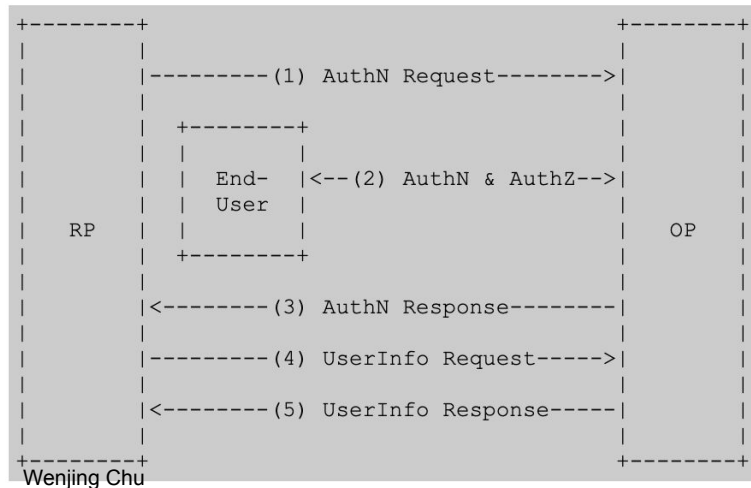 +--------+ +--------+
| | | |
| |---------(1) AuthN Request-------->| |
| | | |
| | +--------+ | |
| | | | | |
| | | End- |<--(2) AuthN & AuthZ-->| |
| | | User | | |
| RP | | | | OP |
| | +--------+ | |
| | | |
| |<--------(3) AuthN Response--------| |
| | | |
| |---------(4) UserInfo Request----->| |
| | | |
| |<--------(5) UserInfo Response-----| |
| | | |
+--------+ +--------+
Wenjing Chu